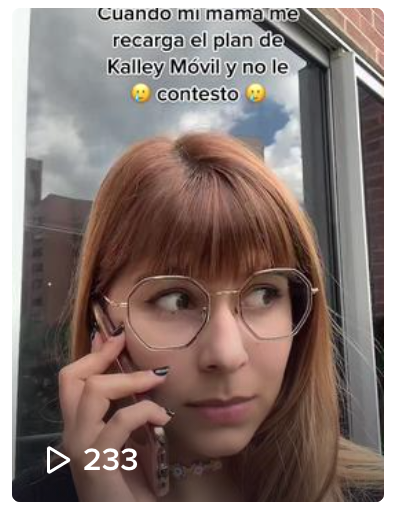 Cuando mi mamá me
recarga el plan de
Kalley Móvil y no le
🥲 contesto 🥲
233